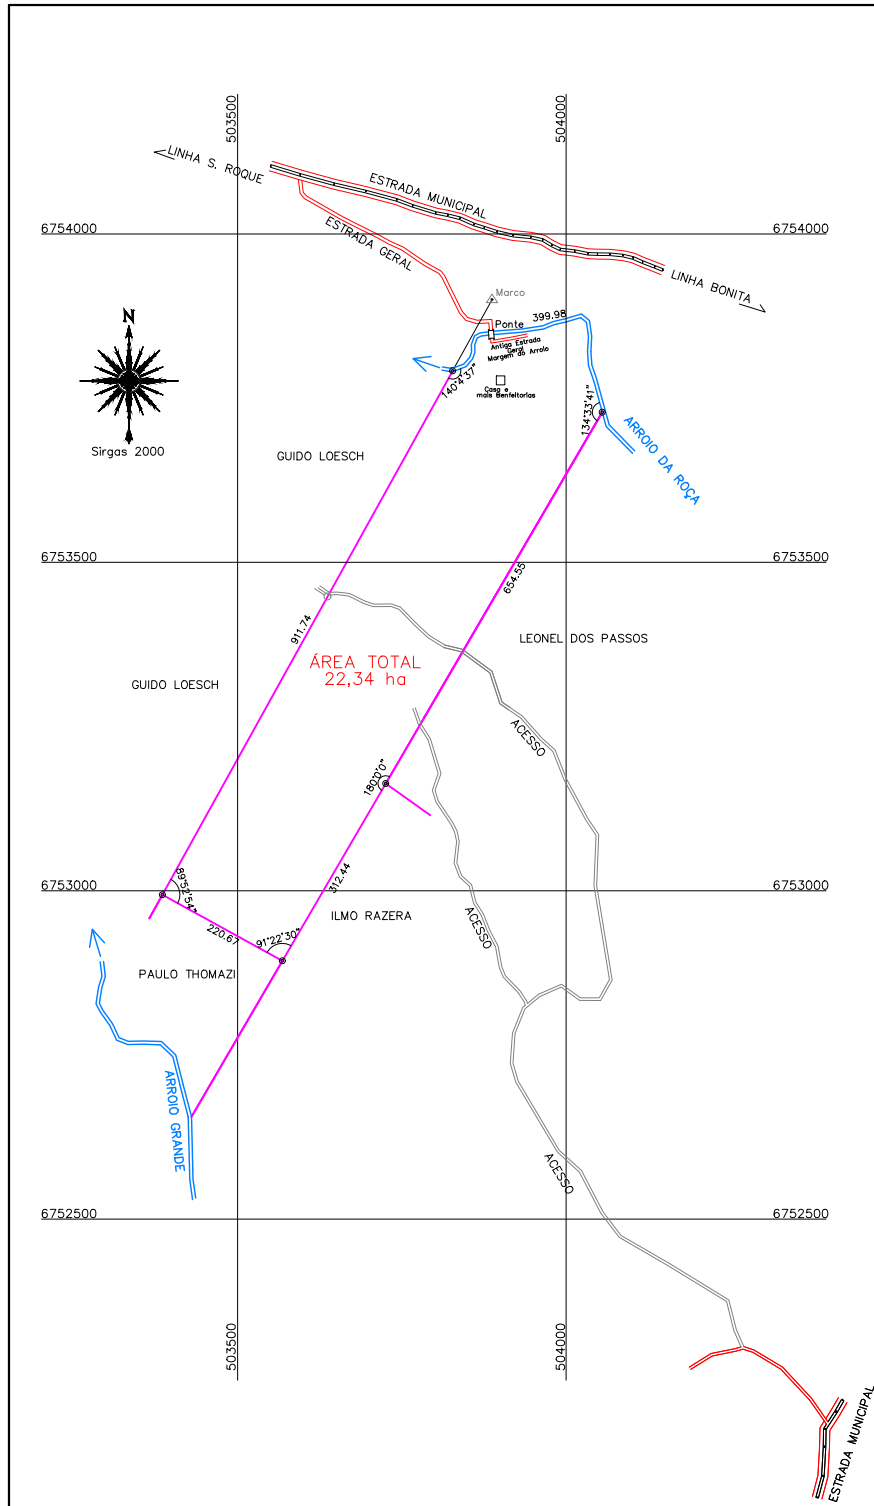 503500
504000
LINHA S. ROQUE
ESTRADA MUNICIPAL
6754000
6754000
ESTRADA GERAL
LINHA BONITA
Marco
399.98
Ponte
Antiga Estrada
Geral
Margem do Arroio
N
140°4'37"
Casa e
mais Benfeitorias
134°33'41"
ARROIO DA ROÇA
Sirgas 2000
GUIDO LOESCH
6753500
6753500
654.55
911.74
LEONEL DOS PASSOS
ÁREA TOTAL
22,34 ha
GUIDO LOESCH
ACESSO
180°0'0"
89°52'54"
6753000
6753000
312.44
ILMO RAZERA
220.67
91°22'30"
ACESSO
PAULO THOMAZI
ARROIO GRANDE
ACESSO
6752500
6752500
503500
504000
ESTRADA MUNICIPAL